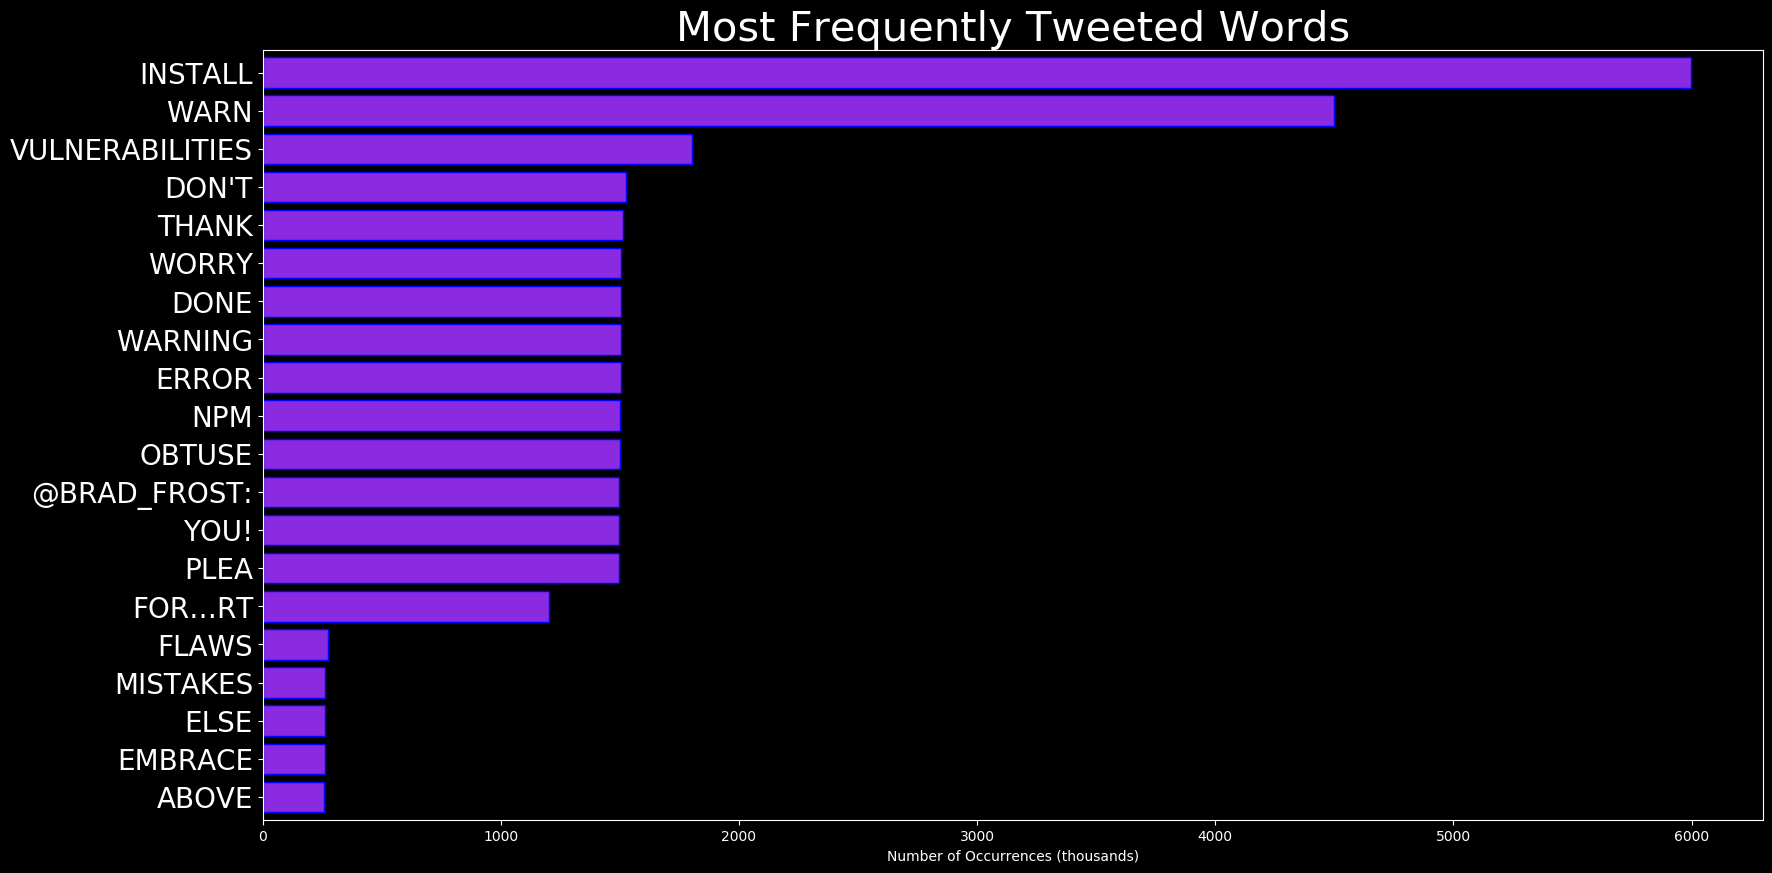 Most Frequently Tweeted Words
INSTALL
WARN
VULNERABILITIES
DON'T
THANK
WORRY
DONE
WARNING
ERROR
NPM
OBTUSE
@BRAD_FROST:
YOU!
PLEA
FOR…RT
FLAWS
MISTAKES
ELSE
EMBRACE
ABOVE
0 1000 2000 3000 4000 5000 6000
Number of Occurrences (thousands)